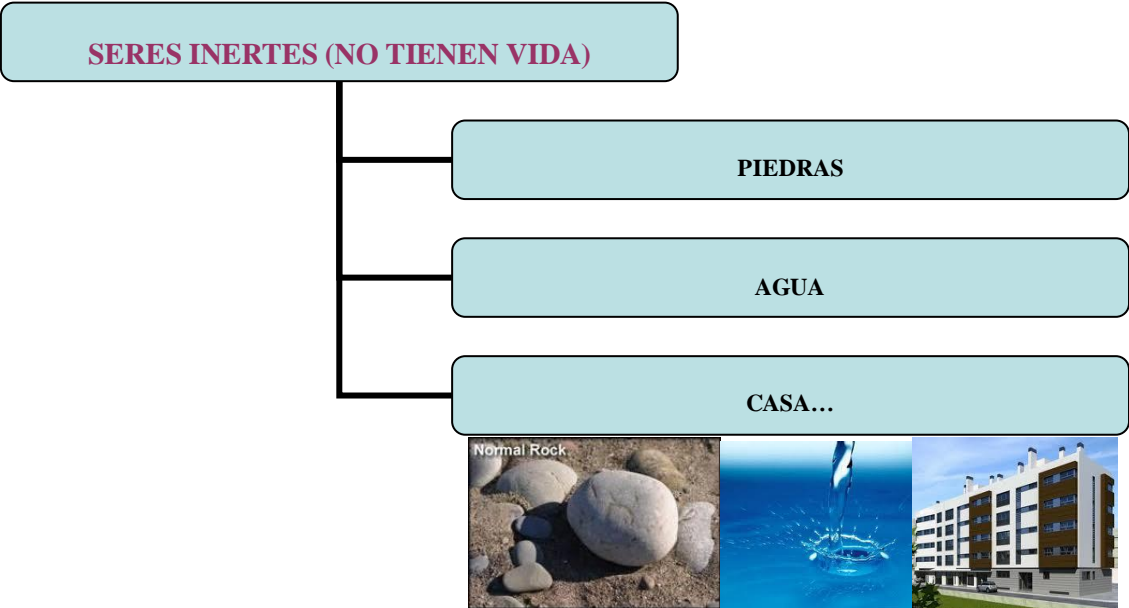 SERES INERTES (NO TIENEN VIDA)
PIEDRAS
AGUA
CASA…
Normal Rock